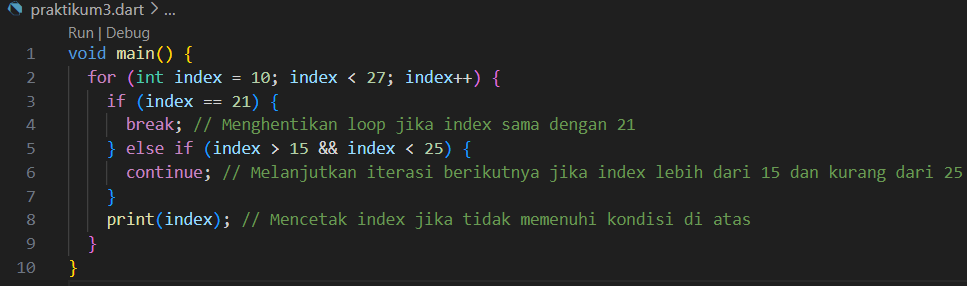 praktikum3.dart > ...
Run | Debug
1 void main() {
2   for (int index = 10; index < 27; index++) {
3     if (index == 21) {
4       break; // Menghentikan loop jika index sama dengan 21
5     } else if (index > 15 && index < 25) {
6       continue; // Melanjutkan iterasi berikutnya jika index lebih dari 15 dan kurang dari 25
7     }
8     print(index); // Mencetak index jika tidak memenuhi kondisi di atas
9   }
10 }